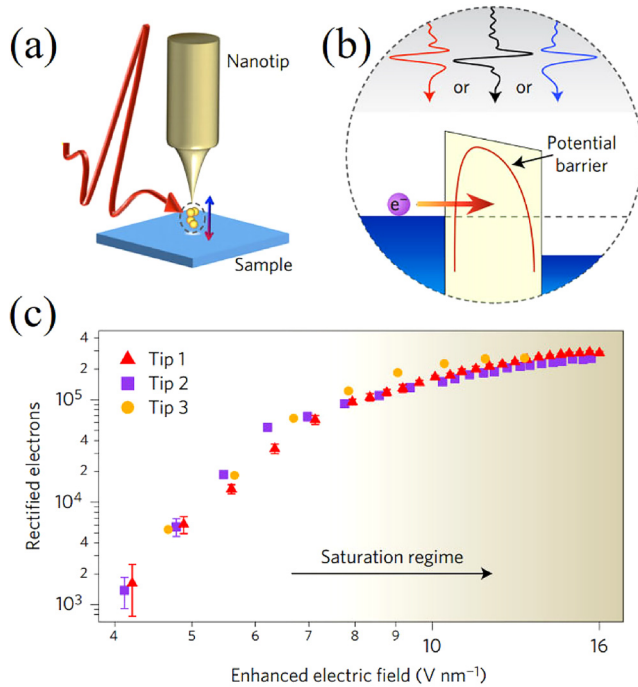 (a)
Nanotip
Sample
(b)
or
or
Potential
barrier
e⁻
(c)
Tip 1
Tip 2
Tip 3
Saturation regime
Rectified electrons
4
2
10⁵
4
2
10⁴
4
2
10³
4
5
6
7
8
9
10
16
Enhanced electric field (V nm⁻¹)